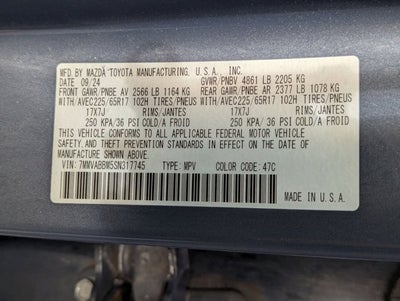 MFD. BY MAZDA TOYOTA MANUFACTURING, U.S.A., INC.
DATE 09/24 GVWR/PNBV 4861 LB 2205 KG
FRONT GAWR/PNBE AV 2566 LB 1164 KG REAR GAWR/PNBE AR 2377 LB 1078 KG
WITH/AVEC225/65R17 102H TIRES/PNEUS WITH/AVEC225/65R17 102H TIRES/PNEUS
17X7J RIMS/JANTES 17X7J RIMS/JANTES
250 KPA/36 PSI COLD/A FROID 250 KPA/36 PSI COLD/A FROID
THIS VEHICLE CONFORMS TO ALL APPLICABLE FEDERAL MOTOR VEHICLE
SAFETY AND THEFT PREVENTION STANDARDS IN EFFECT ON THE DATE OF
MANUFACTURE SHOWN ABOVE.
VIN: 7MMVABBM5SN317745 TYPE: MPV COLOR CODE: 47C
MADE IN U.S.A.